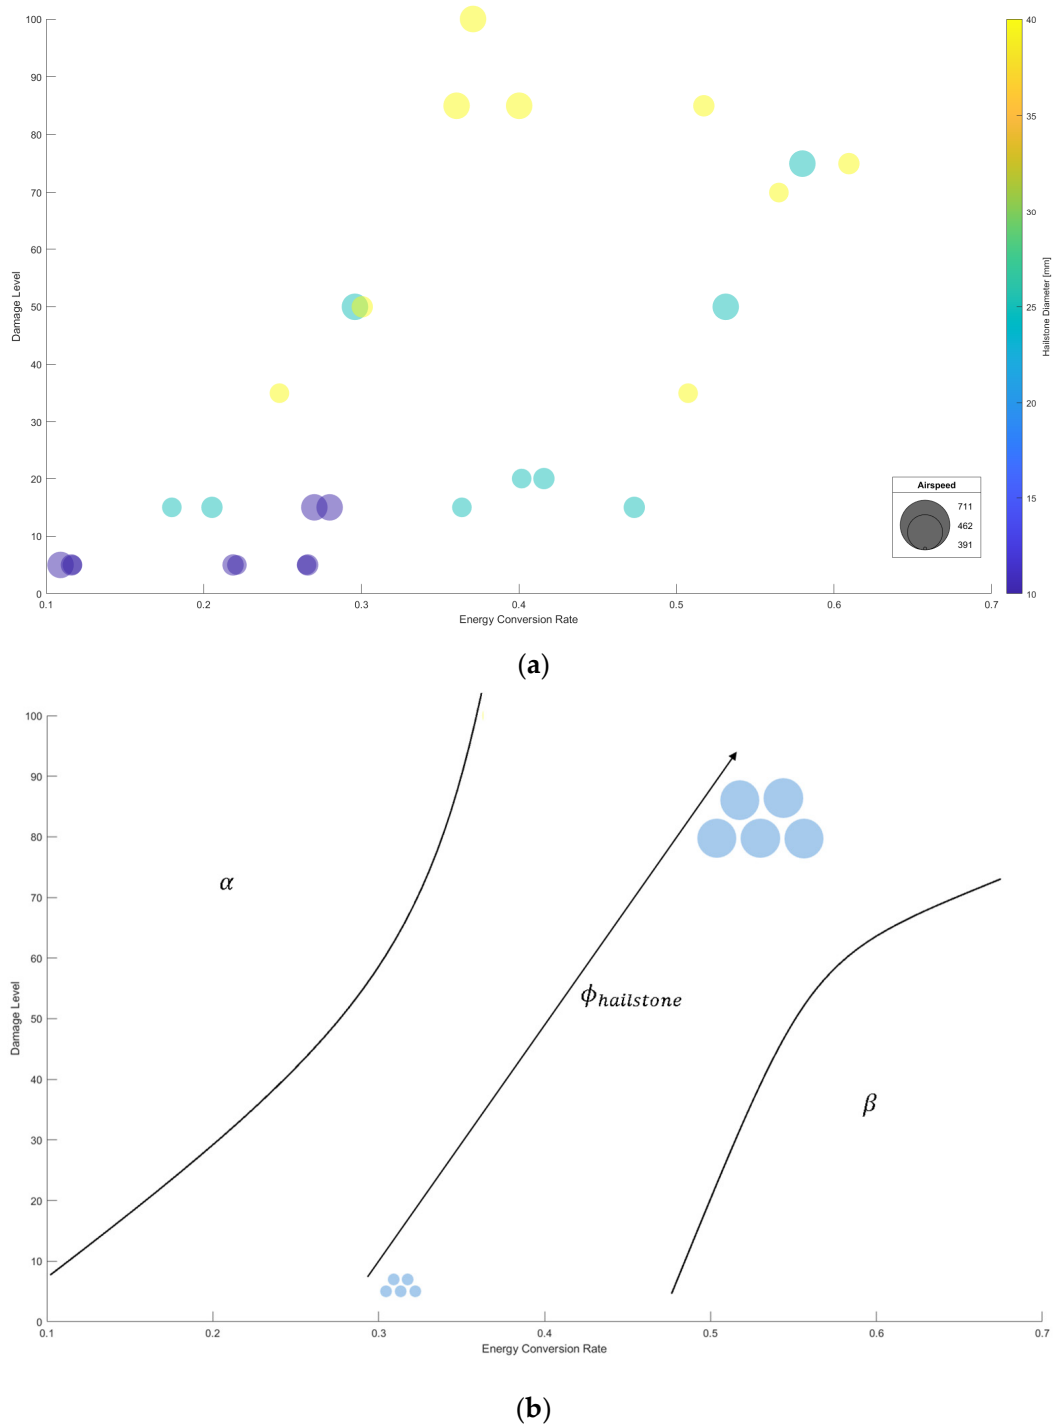 100
90
80
70
60
50
40
30
20
10
0
Damage Level
0.1 0.2 0.3 0.4 0.5 0.6 0.7
Energy Conversion Rate
Airspeed
711
462
391
40
35
30
25
20
15
10
Hailstone Diameter [mm]
(a)
100
90
80
70
60
50
40
30
20
10
0
Damage Level
α
ϕhailstone
β
0.1 0.2 0.3 0.4 0.5 0.6 0.7
Energy Conversion Rate
(b)